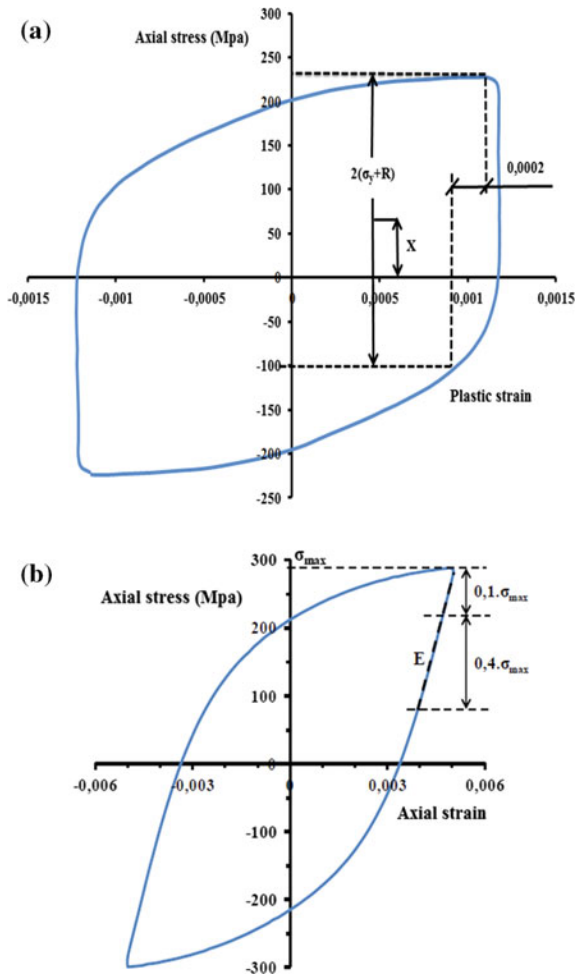 (a)
Axial stress (Mpa)
300
250
200
150
100
50
0
-50
-100
-150
-200
-250
2(σy+R)
0,0002
X
-0,0015 -0,001 -0,0005 0 0,0005 0,001 0,0015
Plastic strain
(b)
Axial stress (Mpa)
300
200
100
0
-100
-200
-300
σmax
0,1.σmax
E
0,4.σmax
-0,006 -0,003 0 0,003 0,006
Axial strain